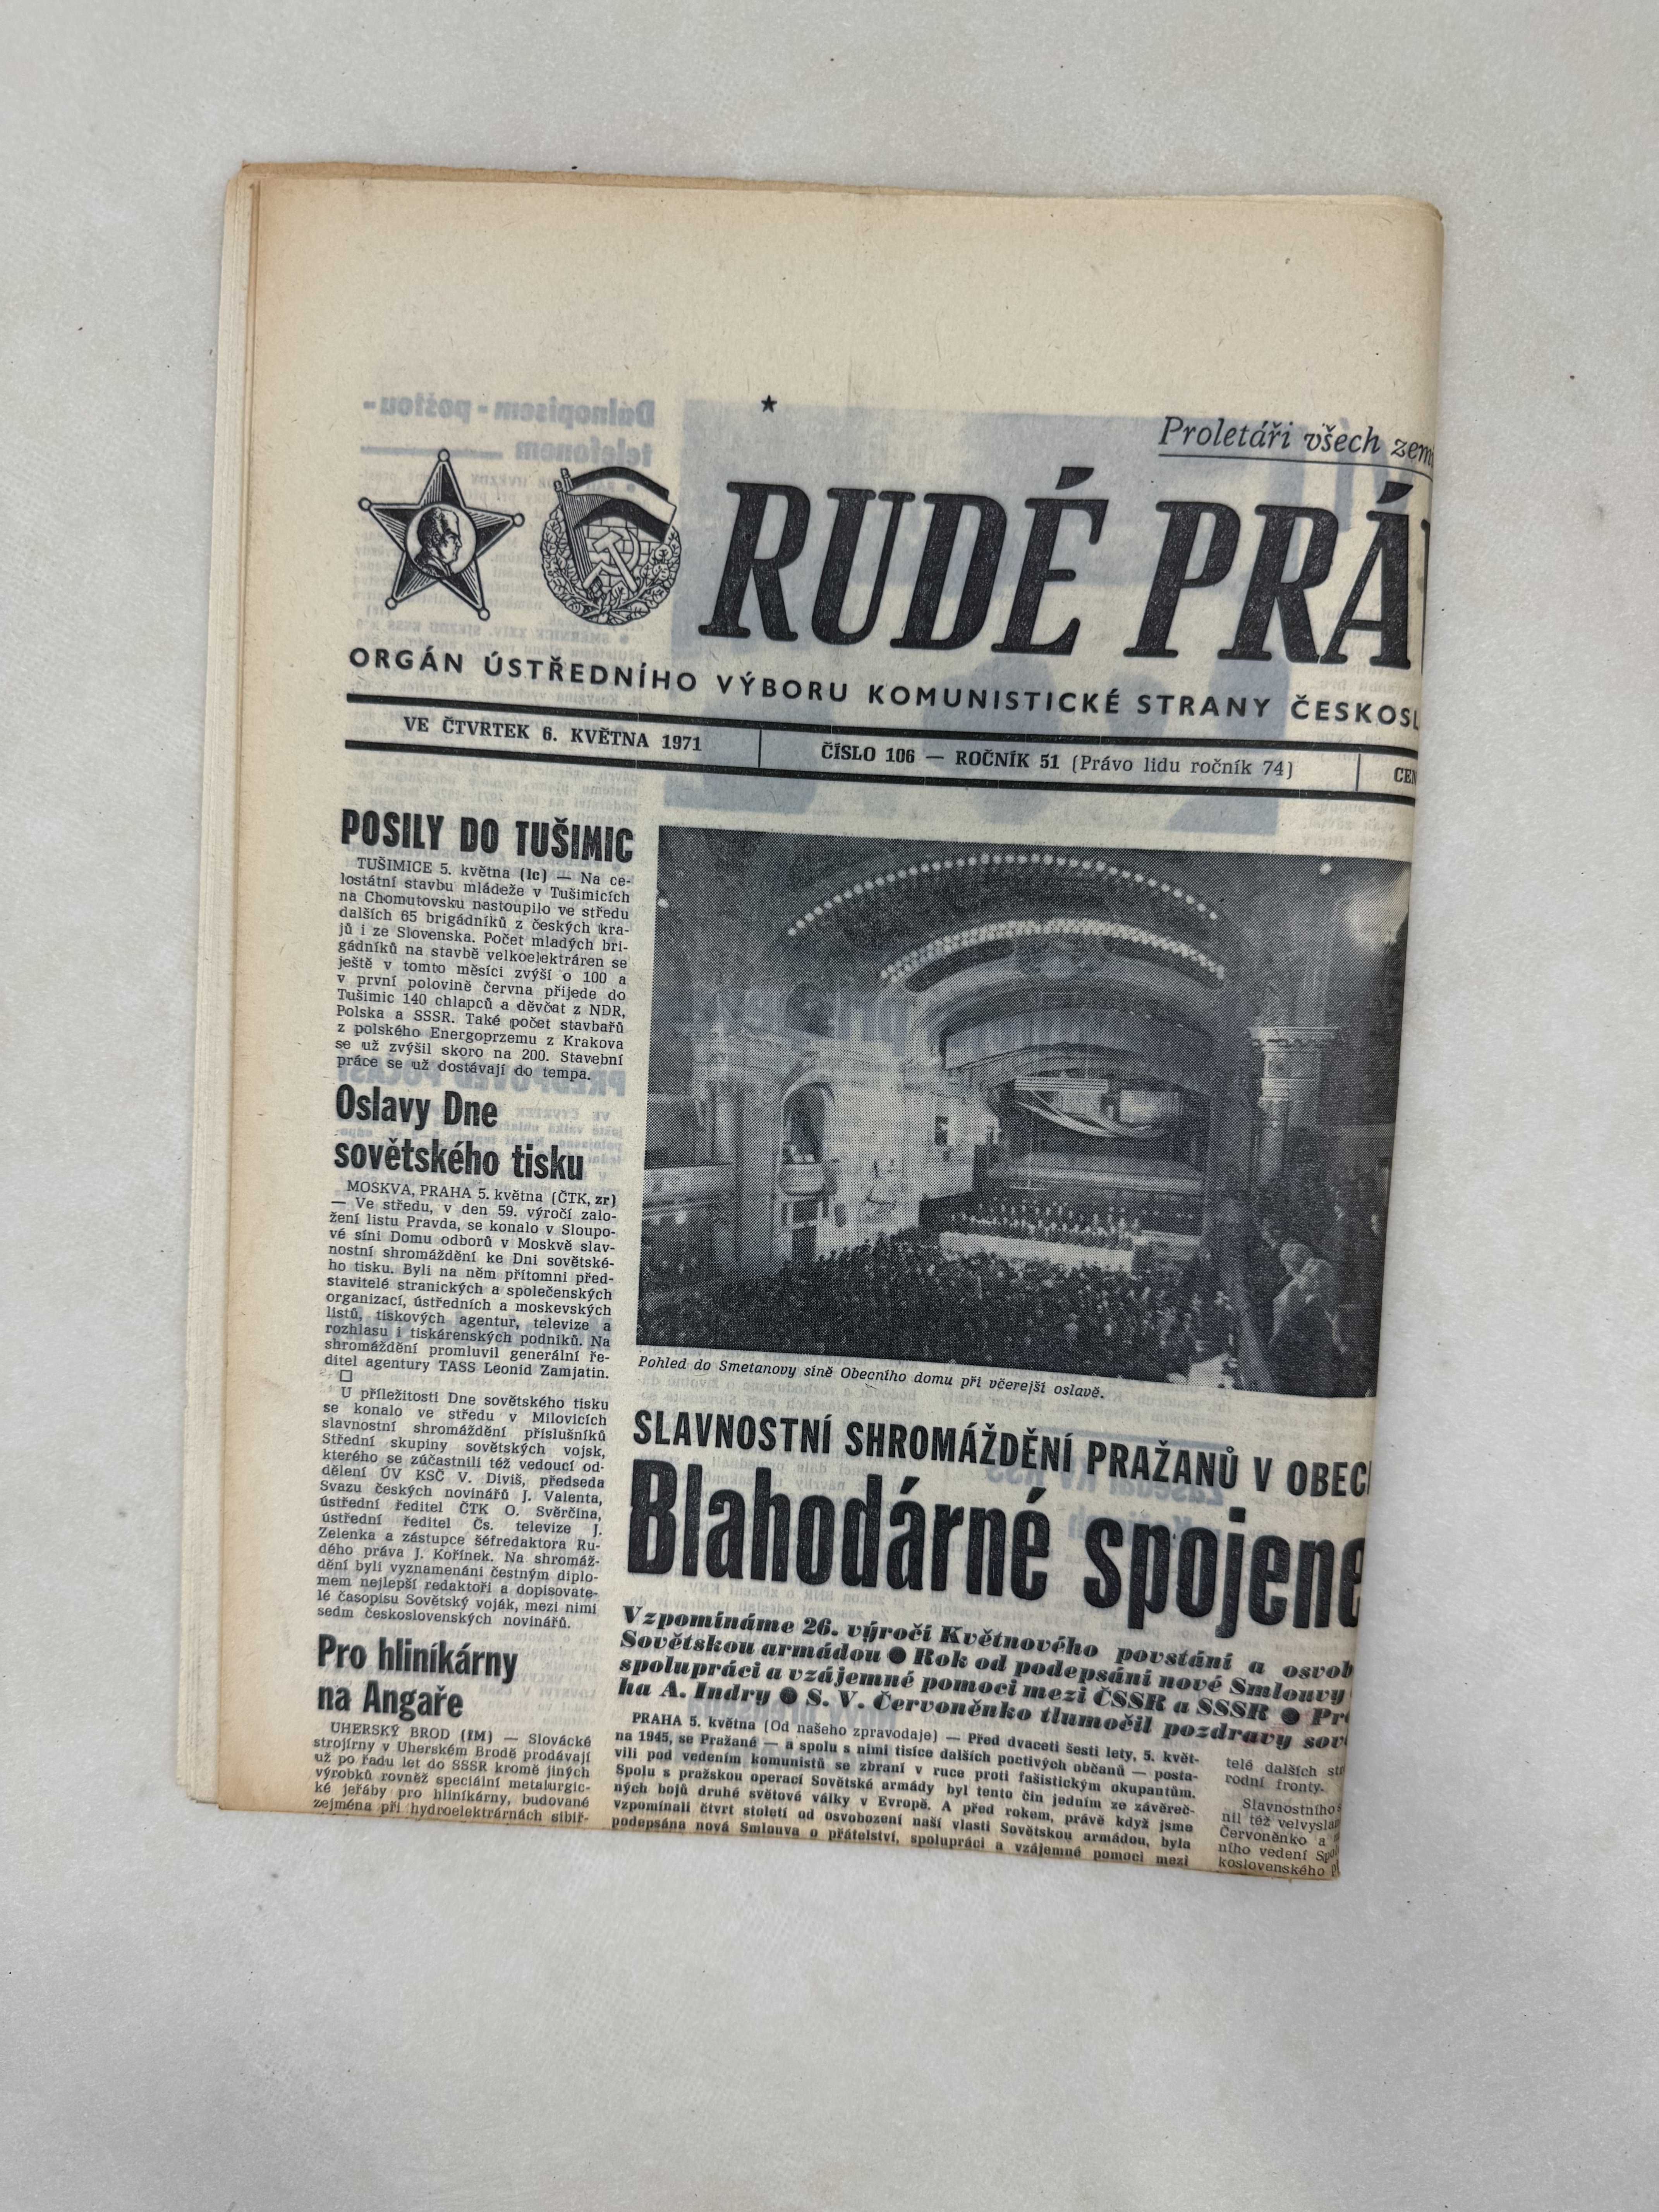 Proletáři všech zem
RUDÉ PRÁ
ORGÁN ÚSTŘEDNÍHO VÝBORU KOMUNISTICKÉ STRANY ČESKOSL
VE ČTVRTEK 6. KVĚTNA 1971
ČÍSLO 106 — ROČNÍK 51 (Právo lidu ročník 74)
CEN
POSILY DO TUŠIMIC
TUŠIMICE 5. května (lc) — Na ce-
lostátní stavbu mládeže v Tušimicích
na Chomutovsku nastoupilo ve středu
dalších 65 brigádníků z českých kra-
jů i ze Slovenska. Počet mladých bri-
gádníků na stavbě velkoelektráren se
ještě v tomto měsíci zvýší o 100 a
v první polovině června přijede do
Tušimic 140 chlapců a děvčat z NDR,
Polska a SSSR. Také počet stavbařů
z polského Energoprzemu z Krakova
se už zvýšil skoro na 200. Stavební
práce se už dostávají do tempa.
Oslavy Dne
sovětského tisku
MOSKVA, PRAHA 5. května (ČTK, zr)
— Ve středu, v den 59. výročí zalo-
žení listu Pravda, se konalo v Sloupo-
vé síni Domu odborů v Moskvě slav-
nostní shromáždění ke Dni sovětské-
ho tisku. Byli na něm přítomni před-
stavitelé stranických a společenských
organizací, ústředních a moskevských
listů, tiskových agentur, televize a
rozhlasu i tiskárenských podniků. Na
shromáždění promluvil generální ře-
ditel agentury TASS Leonid Zamjatin.
U příležitosti Dne sovětského tisku
se konalo ve středu v Milovicích
slavnostní shromáždění příslušníků
Střední skupiny sovětských vojsk,
kterého se zúčastnili též vedoucí od-
dělení ÚV KSČ V. Diviš, předseda
Svazu českých novinářů J. Valenta,
ústřední ředitel ČTK O. Svěrčina,
ústřední ředitel Čs. televize J.
Zelenka a zástupce šéfredaktora Ru-
dého práva J. Kořínek. Na shromáž-
dění byli vyznamenáni čestným diplo-
mem nejlepší redaktoři a dopisovate-
lé časopisu Sovětský voják, mezi nimi
sedm československých novinářů.
Pro hliníkárny
na Angaře
UHERSKÝ BROD (IM) — Slovácké
strojírny v Uherském Brodě prodávají
už po řadu let do SSSR kromě jiných
výrobků rovněž speciální metalurgic-
ké jeřáby pro hliníkárny, budované
zejména při hydroelektrárnách sibiř-
Pohled do Smetanovy síně Obecního domu při včerejší oslavě.
SLAVNOSTNÍ SHROMÁŽDĚNÍ PRAŽANŮ V OBEC
Blahodárné spojene
Vzpomínáme 26. výročí Květnového povstání a osvob
Sovětskou armádou ● Rok od podepsání nové Smlouvy
spolupráci a vzájemné pomoci mezi ČSSR a SSSR ● Pr
ha A. Indry ● S. V. Červoněnko tlumočil pozdravy sov
PRAHA 5. května (Od našeho zpravodaje) — Před dvaceti šesti lety, 5. květ-
na 1945, se Pražané — a spolu s nimi tisíce dalších poctivých občanů — posta-
vili pod vedením komunistů se zbraní v ruce proti fašistickým okupantům.
Spolu s pražskou operací Sovětské armády byl tento čin jedním ze závěreč-
ných bojů druhé světové války v Evropě. A před rokem, právě když jsme
vzpomínali čtvrt století od osvobození naší vlasti Sovětskou armádou, byla
podepsána nová Smlouva o přátelství, spolupráci a vzájemné pomoci mezi
telé dalších
rodní fronty.
Slavnostního
nil též velvysla
Červoněnko a
ního vedení
koslovenského